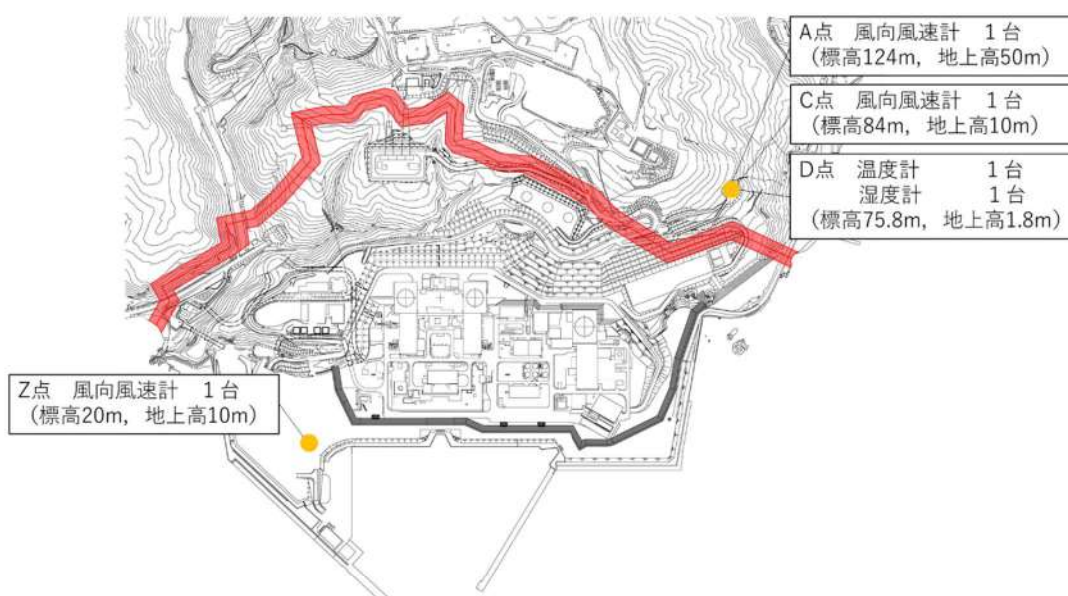 A点　風向風速計　1台
(標高124m, 地上高50m)
C点　風向風速計　1台
(標高84m, 地上高10m)
D点　温度計　　　1台
湿度計　　　1台
(標高75.8m, 地上高1.8m)
Z点　風向風速計　1台
(標高20m, 地上高10m)